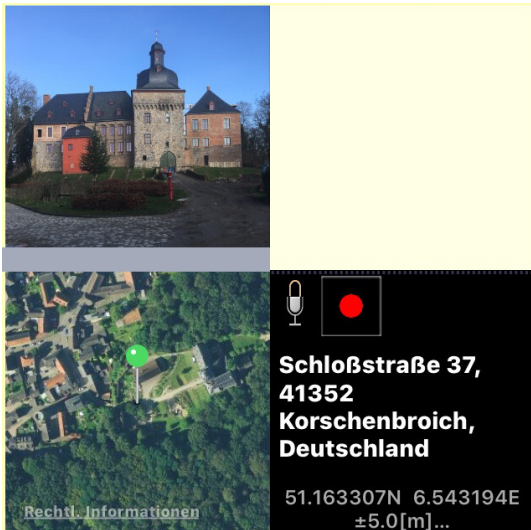 Rechtl. Informationen
Schloßstraße 37,
41352
Korschenbroich,
Deutschland
51.163307N 6.543194E
±5.0[m]...